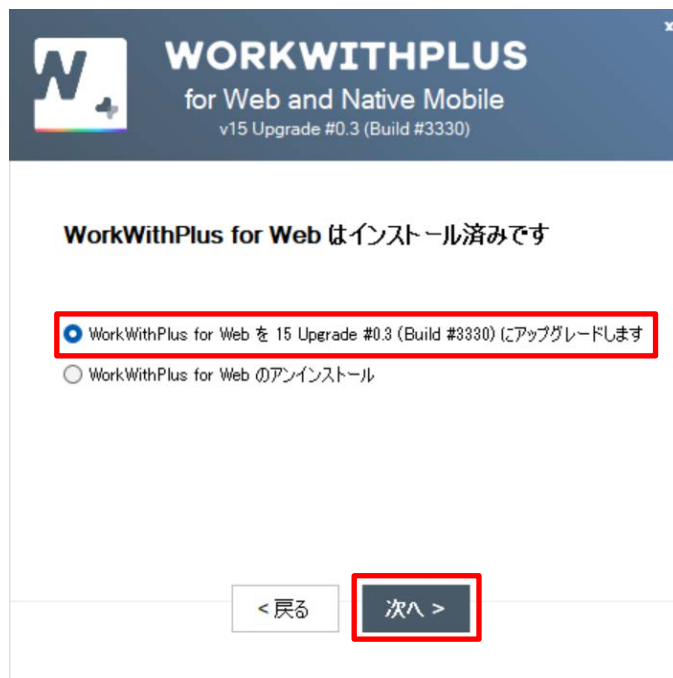 WORKWITHPLUS
for Web and Native Mobile
v15 Upgrade #0.3 (Build #3330)
x
WorkWithPlus for Web はインストール済みです
WorkWithPlus for Web を 15 Upgrade #0.3 (Build #3330) にアップグレードします
WorkWithPlus for Web のアンインストール
< 戻る
次へ >